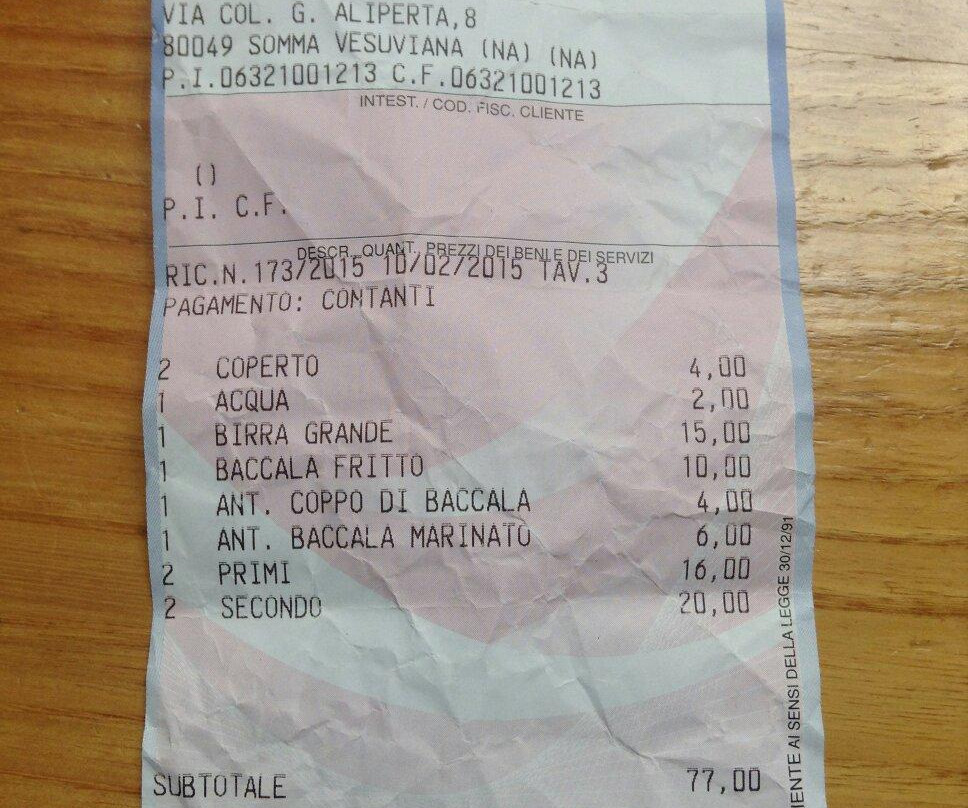 VIA COL. G. ALIPERTA,8
80049 SOMMA VESUVIANA (NA) (NA)
P.I.06321001213 C.F.06321001213
INTEST. / COD. FISC. CLIENTE
()
P.I. C.F.
DESCR., QUANT., PREZZI DEI BENI E DEI SERVIZI
RIC.N.173/2015 10/02/2015 TAV.3
PAGAMENTO: CONTANTI
2 COPERTO 4,00
1 ACQUA 2,00
1 BIRRA GRANDE 15,00
1 BACCALA FRITTO 10,00
1 ANT. COPPO DI BACCALA 4,00
1 ANT. BACCALA MARINATO 6,00
2 PRIMI 16,00
2 SECONDO 20,00
SUBTOTALE 77,00
AI SENSI DELLA LEGGE 30/12/91